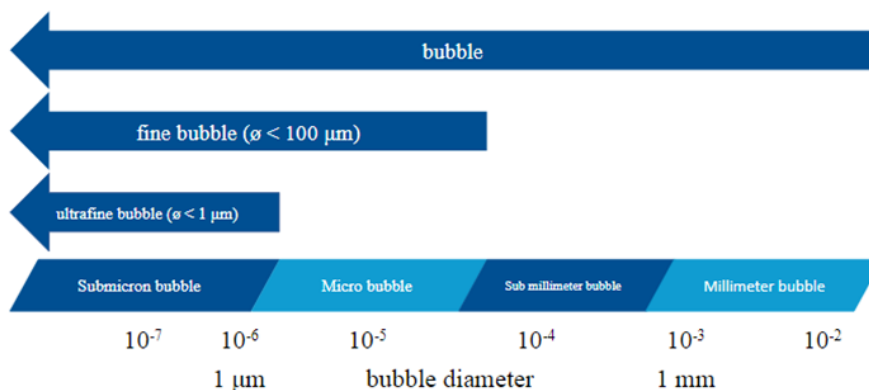 bubble
fine bubble (ø < 100 μm)
ultrafine bubble (ø < 1 μm)
Submicron bubble Micro bubble Sub millimeter bubble Millimeter bubble
10⁻⁷ 10⁻⁶ 10⁻⁵ 10⁻⁴ 10⁻³ 10⁻²
1 μm bubble diameter 1 mm